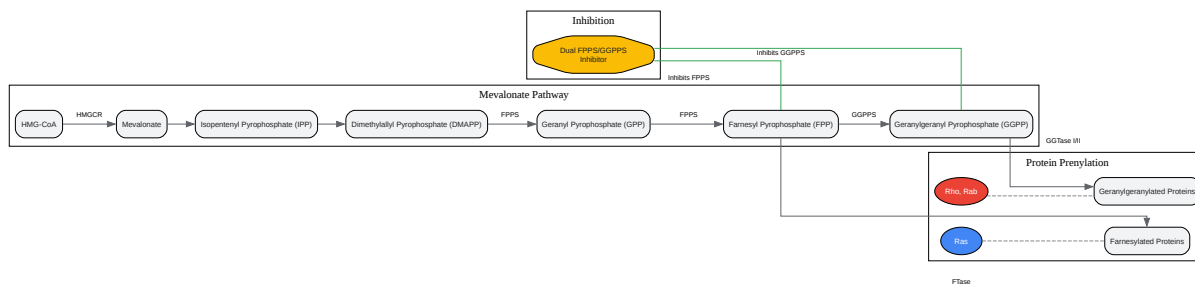 Inhibition
Dual FPPS/GGPPS
Inhibitor
Inhibits GGPPS
Inhibits FPPS
Mevalonate Pathway
HMG-CoA
HMGCR
Mevalonate
Isopentenyl Pyrophosphate (IPP)
Dimethylallyl Pyrophosphate (DMAPP)
FPPS
Geranyl Pyrophosphate (GPP)
FPPS
Farnesyl Pyrophosphate (FPP)
GGPPS
Geranylgeranyl Pyrophosphate (GGPP)
GGTase I/II
Protein Prenylation
Rho, Rab
Geranylgeranylated Proteins
Ras
Farnesylated Proteins
FTase